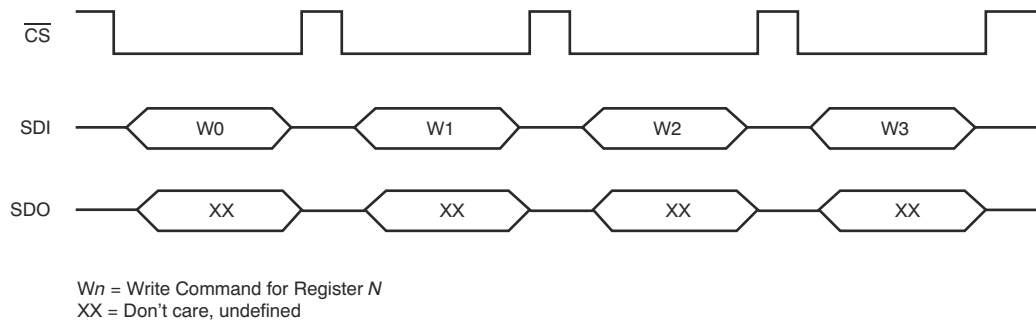 CS
SDI W0 W1 W2 W3
SDO XX XX XX XX
Wn = Write Command for Register N
XX = Don't care, undefined